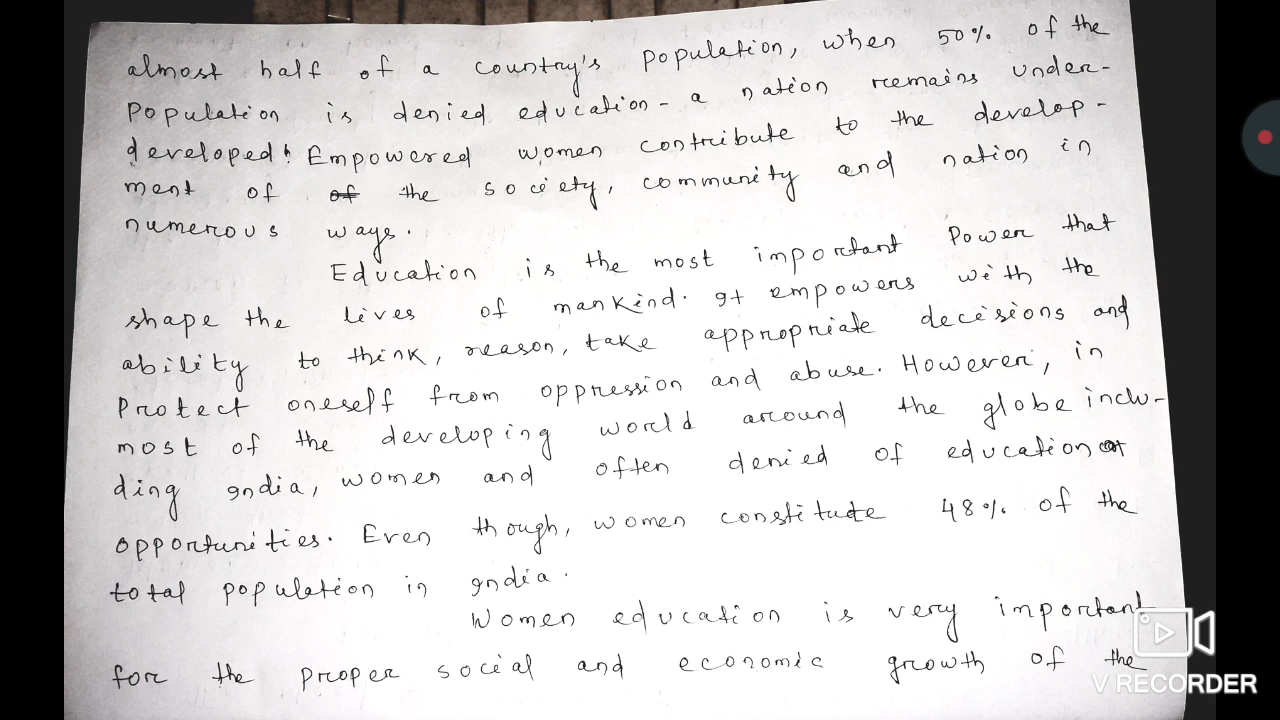 almost half of a country's population, when 50% of the
population is denied education - a nation remains under-
developed! Empowered women contribute to the develop-
ment of of the society, community and nation in
numerous ways.
Education is the most important power that
shape the lives of mankind. It empowers with the
ability to think, reason, take appropriate decisions and
protect oneself from oppression and abuse. However, in
most of the developing world around the globe inclu-
ding India, women and often denied of education
opportunities. Even though, women constitute 48% of the
total population in India.
Women education is very important
for the proper social and economic growth of the
V RECORDER